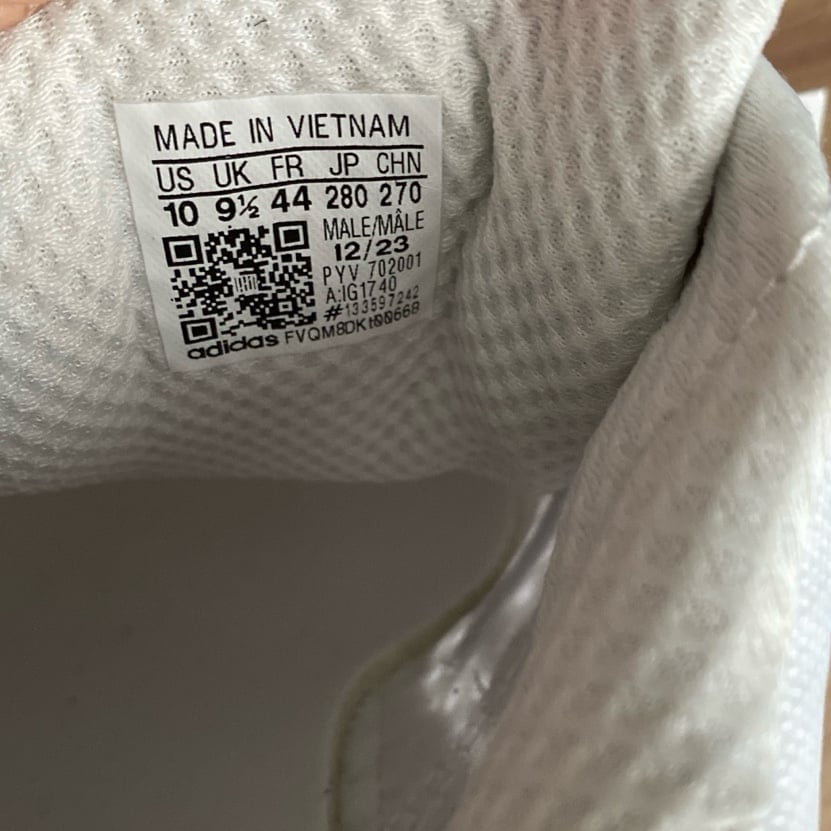 MADE IN VIETNAM
US UK FR JP CHN
10 9½ 44 280 270
MALE/MÂLE
12/23
PYV 702001
A:IG1740
#133597242
adidas FVQM8DKt00668